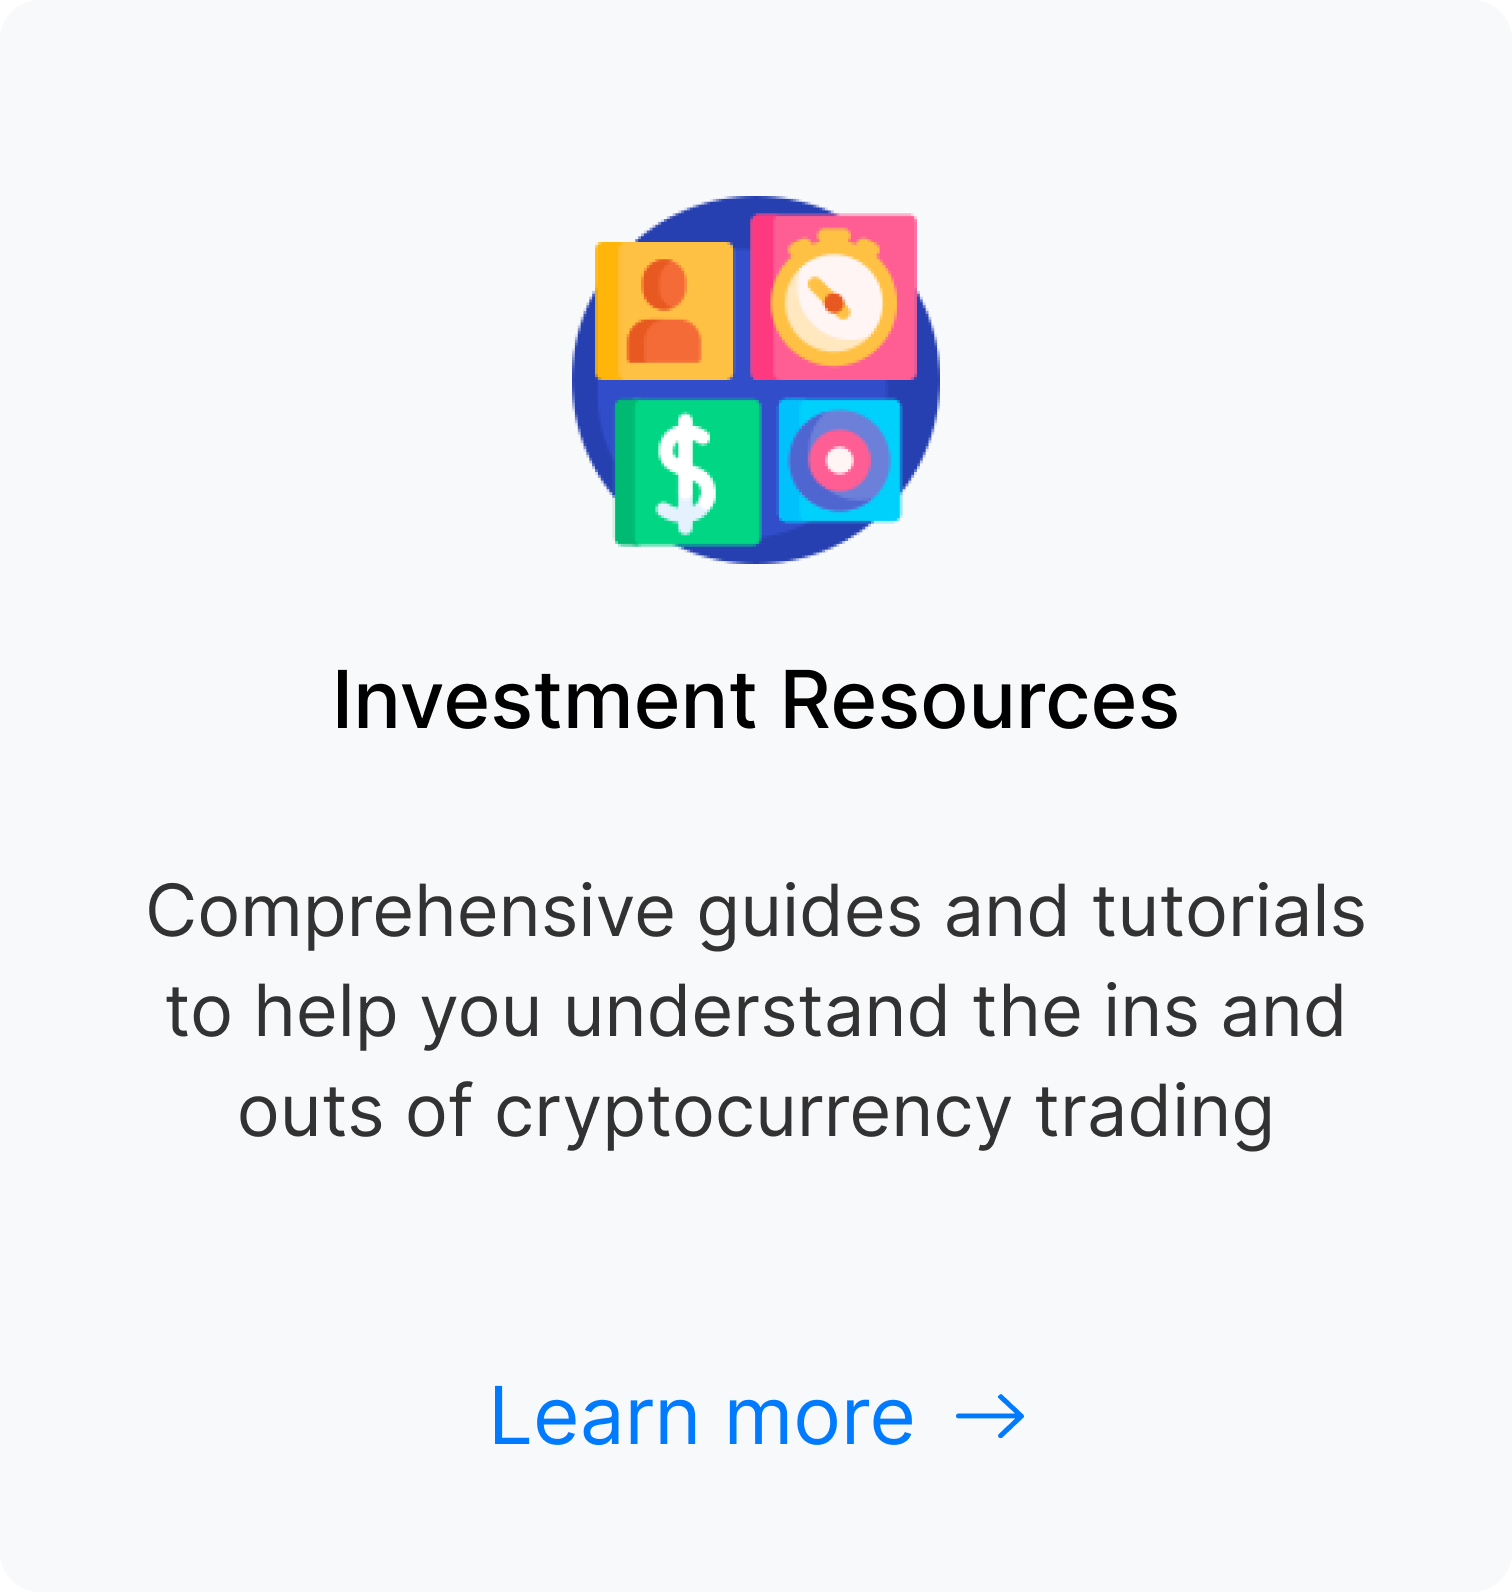 Investment Resources
Comprehensive guides and tutorials
to help you understand the ins and
outs of cryptocurrency trading
Learn more →